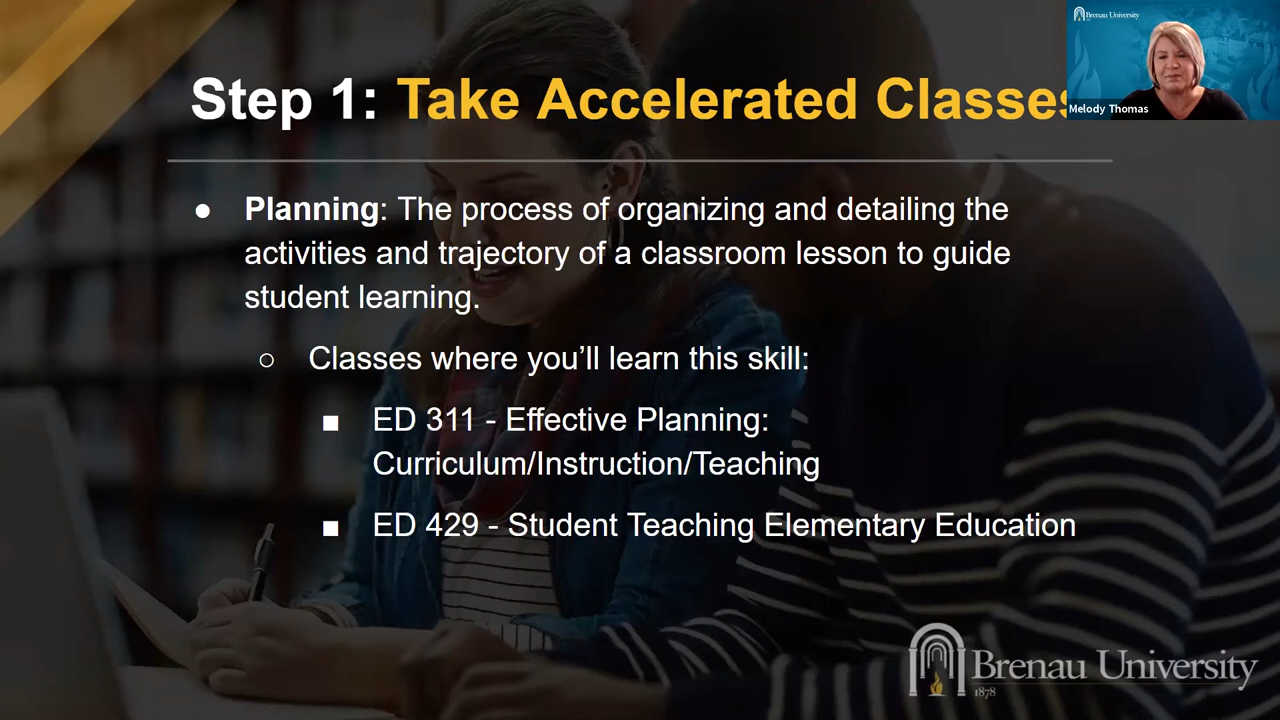 Step 1: Take Accelerated Classes
Brenau University
Melody Thomas
● Planning: The process of organizing and detailing the
activities and trajectory of a classroom lesson to guide
student learning.
○ Classes where you’ll learn this skill:
■ ED 311 - Effective Planning:
Curriculum/Instruction/Teaching
■ ED 429 - Student Teaching Elementary Education
Brenau University
1878